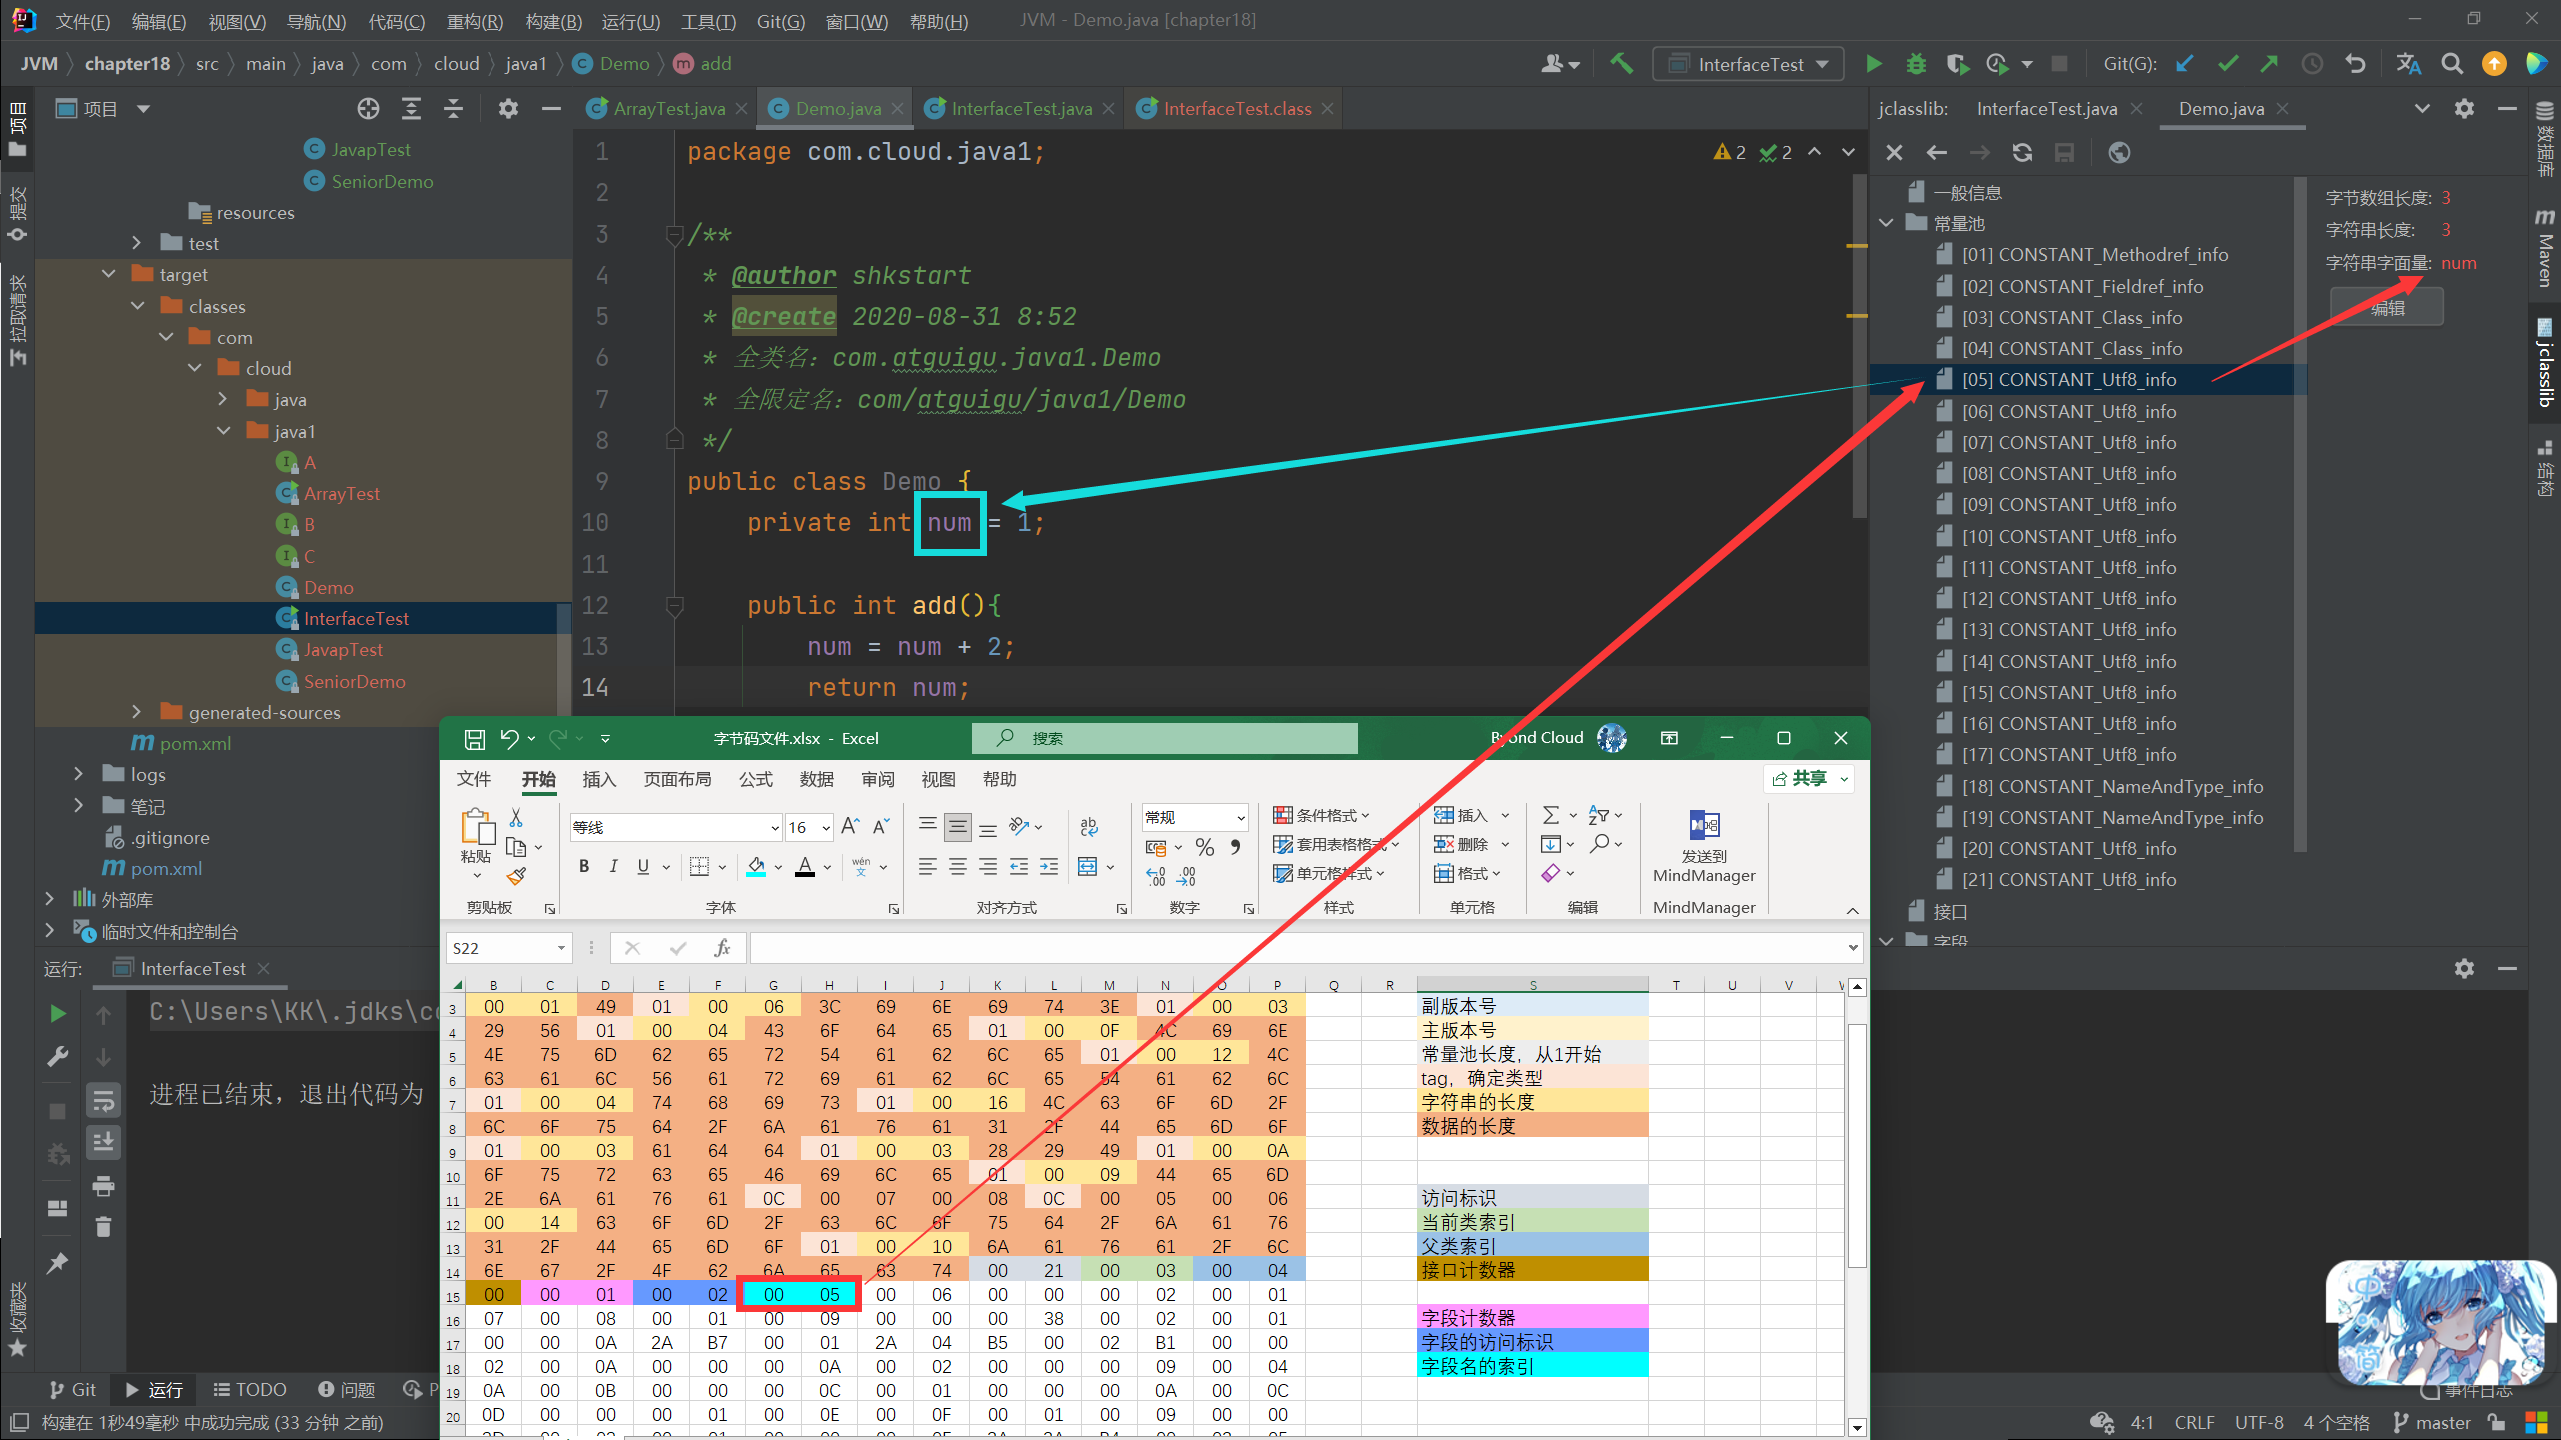 文件(F) 编辑(E) 视图(V) 导航(N) 代码(C) 重构(R) 构建(B) 运行(U) 工具(T) Git(G) 窗口(W) 帮助(H) JVM - Demo.java [chapter18]
JVM chapter18 src main java com cloud java1 Demo add InterfaceTest Git(G):
项目
ArrayTest.java Demo.java InterfaceTest.java InterfaceTest.class
jclasslib: InterfaceTest.java Demo.java
项目
提交
拉取请求
收藏夹
JavapTest
SeniorDemo
resources
test
target
classes
com
cloud
java
java1
A
ArrayTest
B
C
Demo
InterfaceTest
JavapTest
SeniorDemo
generated-sources
pom.xml
logs
笔记
.gitignore
pom.xml
外部库
临时文件和控制台
1 package com.cloud.java1;
2
3 /**
4 * @author shkstart
5 * @create 2020-08-31 8:52
6 * 全类名：com.atguigu.java1.Demo
7 * 全限定名：com/atguigu/java1/Demo
8 */
9 public class Demo {
10 private int num = 1;
11
12 public int add(){
13 num = num + 2;
14 return num;
2 2
一般信息
常量池
[01] CONSTANT_Methodref_info
[02] CONSTANT_Fieldref_info
[03] CONSTANT_Class_info
[04] CONSTANT_Class_info
[05] CONSTANT_Utf8_info
[06] CONSTANT_Utf8_info
[07] CONSTANT_Utf8_info
[08] CONSTANT_Utf8_info
[09] CONSTANT_Utf8_info
[10] CONSTANT_Utf8_info
[11] CONSTANT_Utf8_info
[12] CONSTANT_Utf8_info
[13] CONSTANT_Utf8_info
[14] CONSTANT_Utf8_info
[15] CONSTANT_Utf8_info
[16] CONSTANT_Utf8_info
[17] CONSTANT_Utf8_info
[18] CONSTANT_NameAndType_info
[19] CONSTANT_NameAndType_info
[20] CONSTANT_Utf8_info
[21] CONSTANT_Utf8_info
接口
字段
字节数组长度: 3
字符串长度: 3
字符串字面量: num
编辑
数据库
Maven
jclasslib
结构
字节码文件.xlsx - Excel 搜索 Byond Cloud
文件 开始 插入 页面布局 公式 数据 审阅 视图 帮助 共享
粘贴 等线 16 常规 条件格式 套用表格格式 单元格样式 插入 删除 格式 发送到 MindManager
B I U A wén 文
剪贴板 字体 对齐方式 数字 样式 单元格 编辑 MindManager
S22 fx
B C D E F G H I J K L M N O P Q R S T U V W
3 00 01 49 01 00 06 3C 69 6E 69 74 3E 01 00 03 副版本号
4 29 56 01 00 04 43 6F 64 65 01 00 0F 4C 69 6E 主版本号
5 4E 75 6D 62 65 72 54 61 62 6C 65 01 00 12 4C 常量池长度，从1开始
6 63 61 6C 56 61 72 69 61 62 6C 65 54 61 62 6C tag，确定类型
7 01 00 04 74 68 69 73 01 00 16 4C 63 6F 6D 2F 字符串的长度
8 6C 6F 75 64 2F 6A 61 76 61 31 2F 44 65 6D 6F 数据的长度
9 01 00 03 61 64 64 01 00 03 28 29 49 01 00 0A
10 6F 75 72 63 65 46 69 6C 65 01 00 09 44 65 6D
11 2E 6A 61 76 61 0C 00 07 00 08 0C 00 05 00 06 访问标识
12 00 14 63 6F 6D 2F 63 6C 6F 75 64 2F 6A 61 76 当前类索引
13 31 2F 44 65 6D 6F 01 00 10 6A 61 76 61 2F 6C 父类索引
14 6E 67 2F 4F 62 6A 65 63 74 00 21 00 03 00 04 接口计数器
15 00 00 01 00 02 00 05 00 06 00 00 00 02 00 01
16 07 00 08 00 01 00 09 00 00 00 38 00 02 00 01 字段计数器
17 00 00 0A 2A B7 00 01 2A 04 B5 00 02 B1 00 00 字段的访问标识
18 02 00 0A 00 00 00 0A 00 02 00 00 00 09 00 04 字段名的索引
19 0A 00 0B 00 00 00 0C 00 01 00 00 00 0A 00 0C
20 0D 00 00 00 01 00 0E 00 0F 00 01 00 09 00 00
运行: InterfaceTest
C:\Users\KK\.jdks\c
进程已结束，退出代码为
Git 运行 TODO 问题 P
事件日志
构建在 1秒49毫秒 中成功完成 (33 分钟 之前)
4:1 CRLF UTF-8 4 个空格 master
中
简